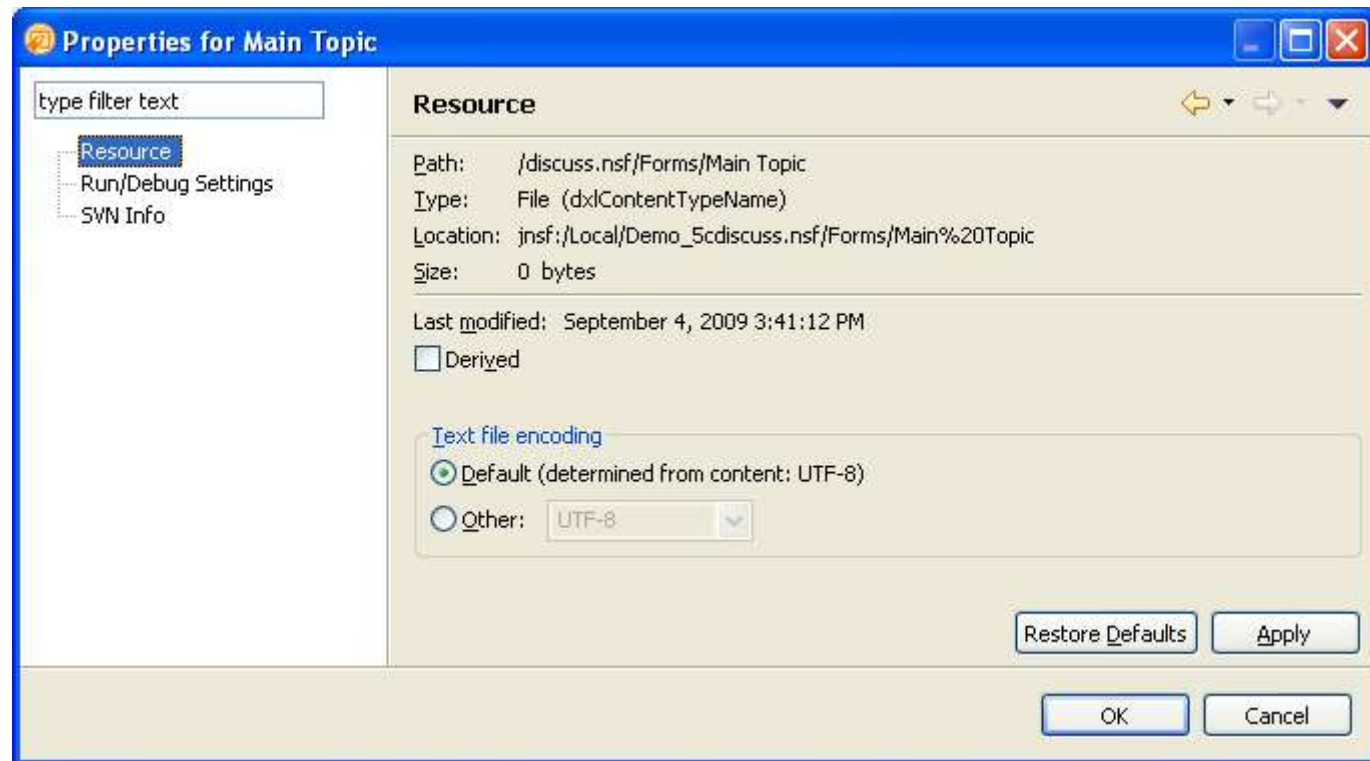 Properties for Main Topic
type filter text
Resource
Run/Debug Settings
SVN Info
Resource
Path: /discuss.nsf/Forms/Main Topic
Type: File (dxlContentTypeName)
Location: jnsf:/Local/Demo_5cdiscuss.nsf/Forms/Main%20Topic
Size: 0 bytes
Last modified: September 4, 2009 3:41:12 PM
Derived
Text file encoding
Default (determined from content: UTF-8)
Other: UTF-8
Restore Defaults Apply
OK Cancel